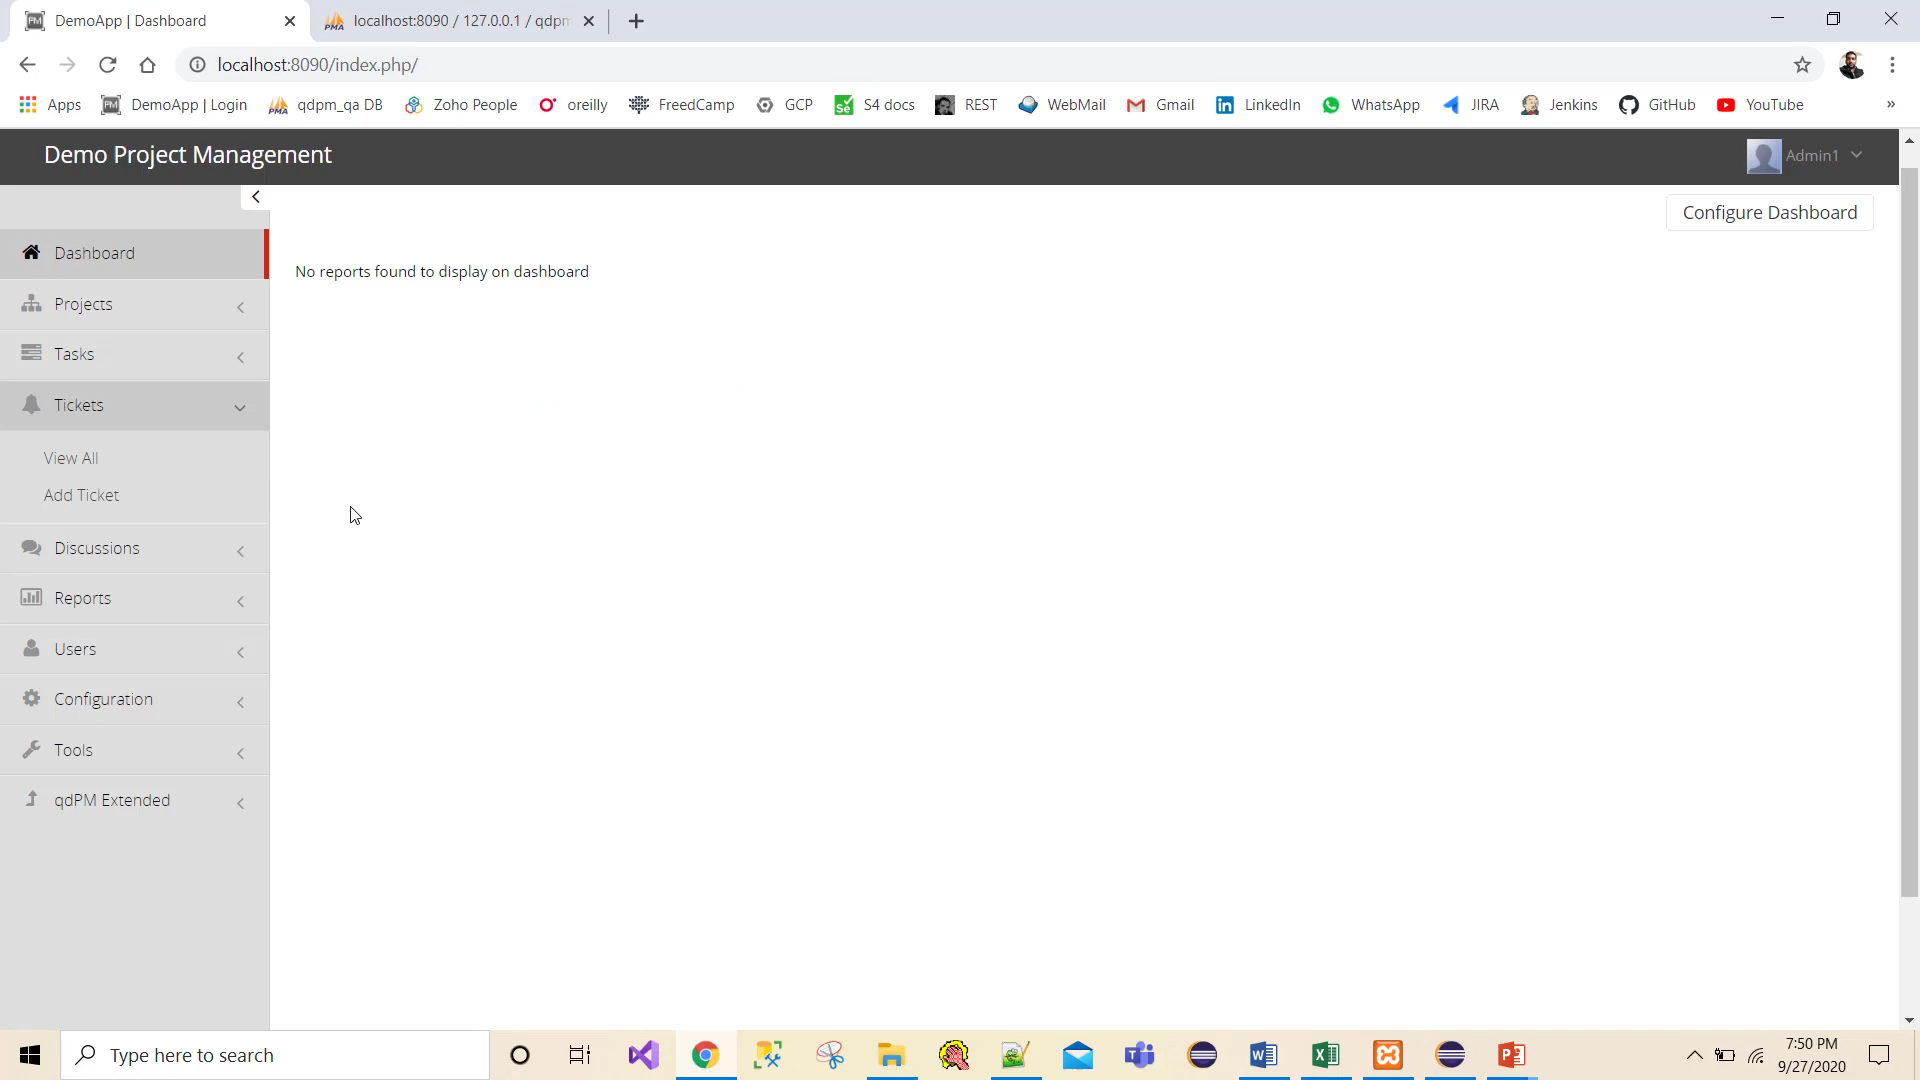 DemoApp | Dashboard
localhost:8090 / 127.0.0.1 / qdpm
localhost:8090/index.php/
Apps
DemoApp | Login
qdpm_qa DB
Zoho People
oreilly
FreedCamp
GCP
S4 docs
REST
WebMail
Gmail
LinkedIn
WhatsApp
JIRA
Jenkins
GitHub
YouTube
»
Demo Project Management
Admin1
Configure Dashboard
Dashboard
No reports found to display on dashboard
Projects
Tasks
Tickets
View All
Add Ticket
Discussions
Reports
Users
Configuration
Tools
qdPM Extended
Type here to search
7:50 PM
9/27/2020